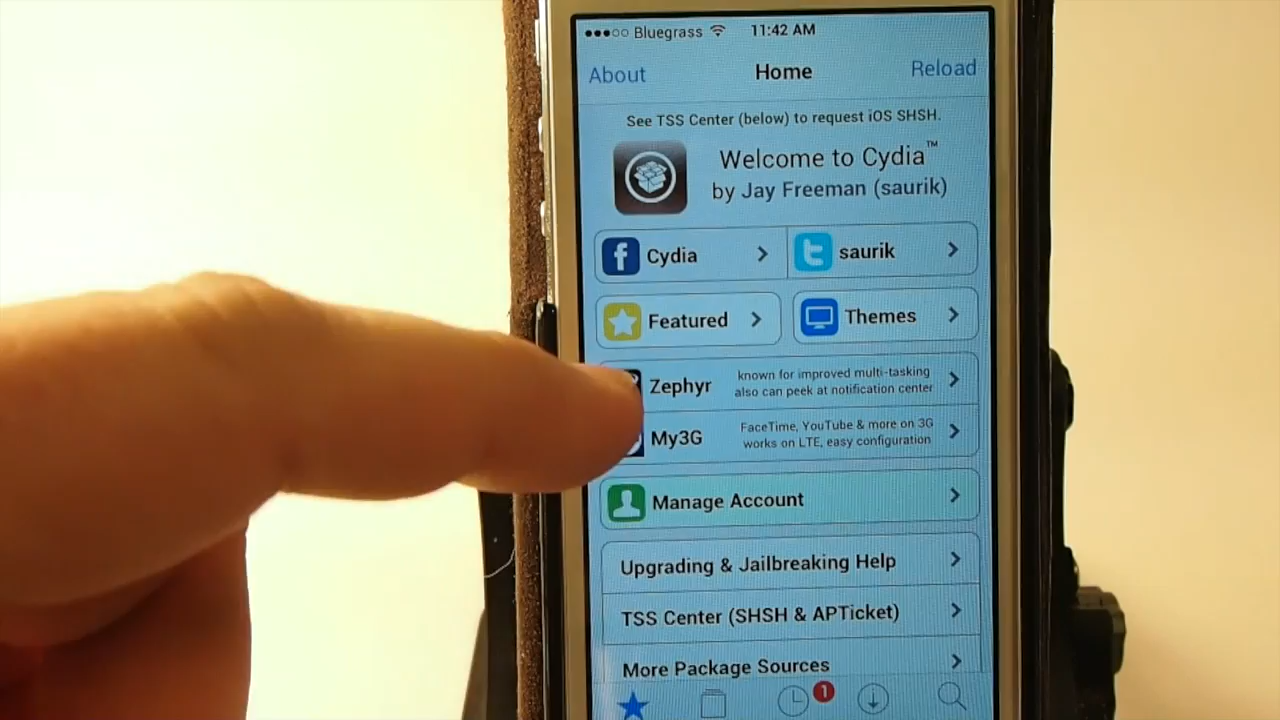 Bluegrass 11:42 AM
About Home Reload
See TSS Center (below) to request iOS SHSH.
Welcome to Cydia™
by Jay Freeman (saurik)
Cydia saurik
Featured Themes
Zephyr known for improved multi-tasking
also can peek at notification center
My3G FaceTime, YouTube & more on 3G
works on LTE, easy configuration
Manage Account
Upgrading & Jailbreaking Help
TSS Center (SHSH & APTicket)
More Package Sources
1